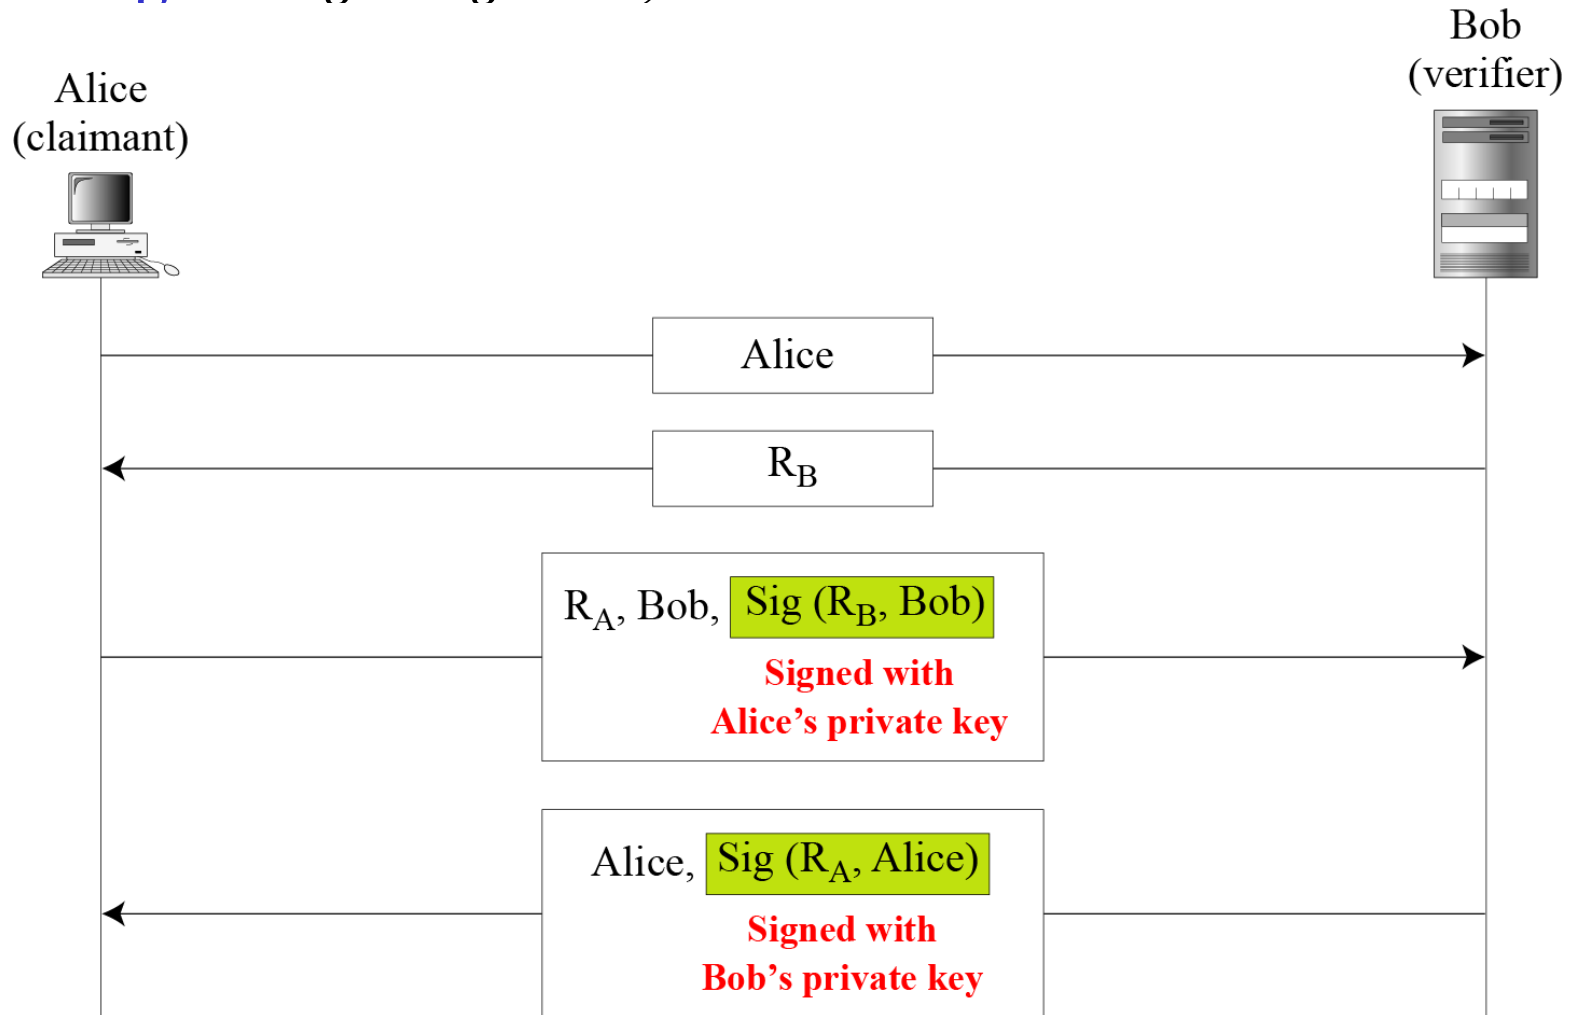 Bob
(verifier)
Alice
(claimant)
Alice
R_B
R_A, Bob, Sig (R_B, Bob)
Signed with
Alice’s private key
Alice, Sig (R_A, Alice)
Signed with
Bob’s private key